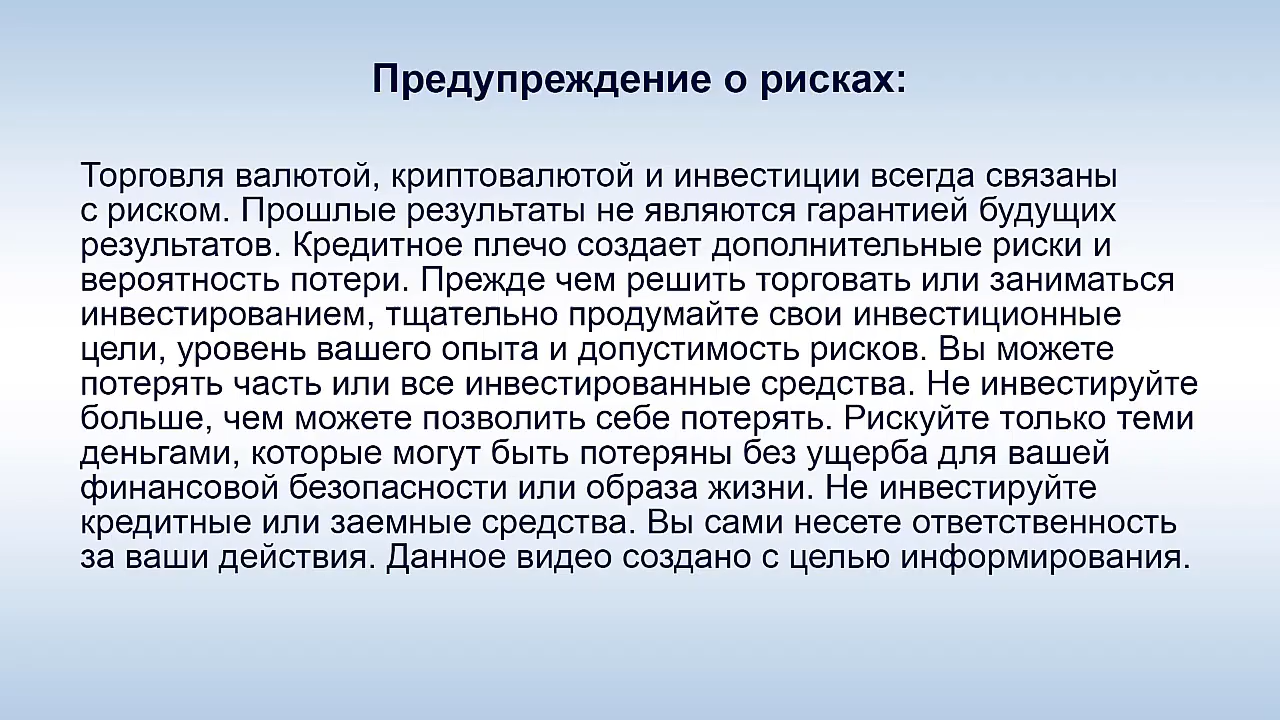 Предупреждение о рисках:
Торговля валютой, криптовалютой и инвестиции всегда связаны
с риском. Прошлые результаты не являются гарантией будущих
результатов. Кредитное плечо создает дополнительные риски и
вероятность потери. Прежде чем решить торговать или заниматься
инвестированием, тщательно продумайте свои инвестиционные
цели, уровень вашего опыта и допустимость рисков. Вы можете
потерять часть или все инвестированные средства. Не инвестируйте
больше, чем можете позволить себе потерять. Рискуйте только теми
деньгами, которые могут быть потеряны без ущерба для вашей
финансовой безопасности или образа жизни. Не инвестируйте
кредитные или заемные средства. Вы сами несете ответственность
за ваши действия. Данное видео создано с целью информирования.